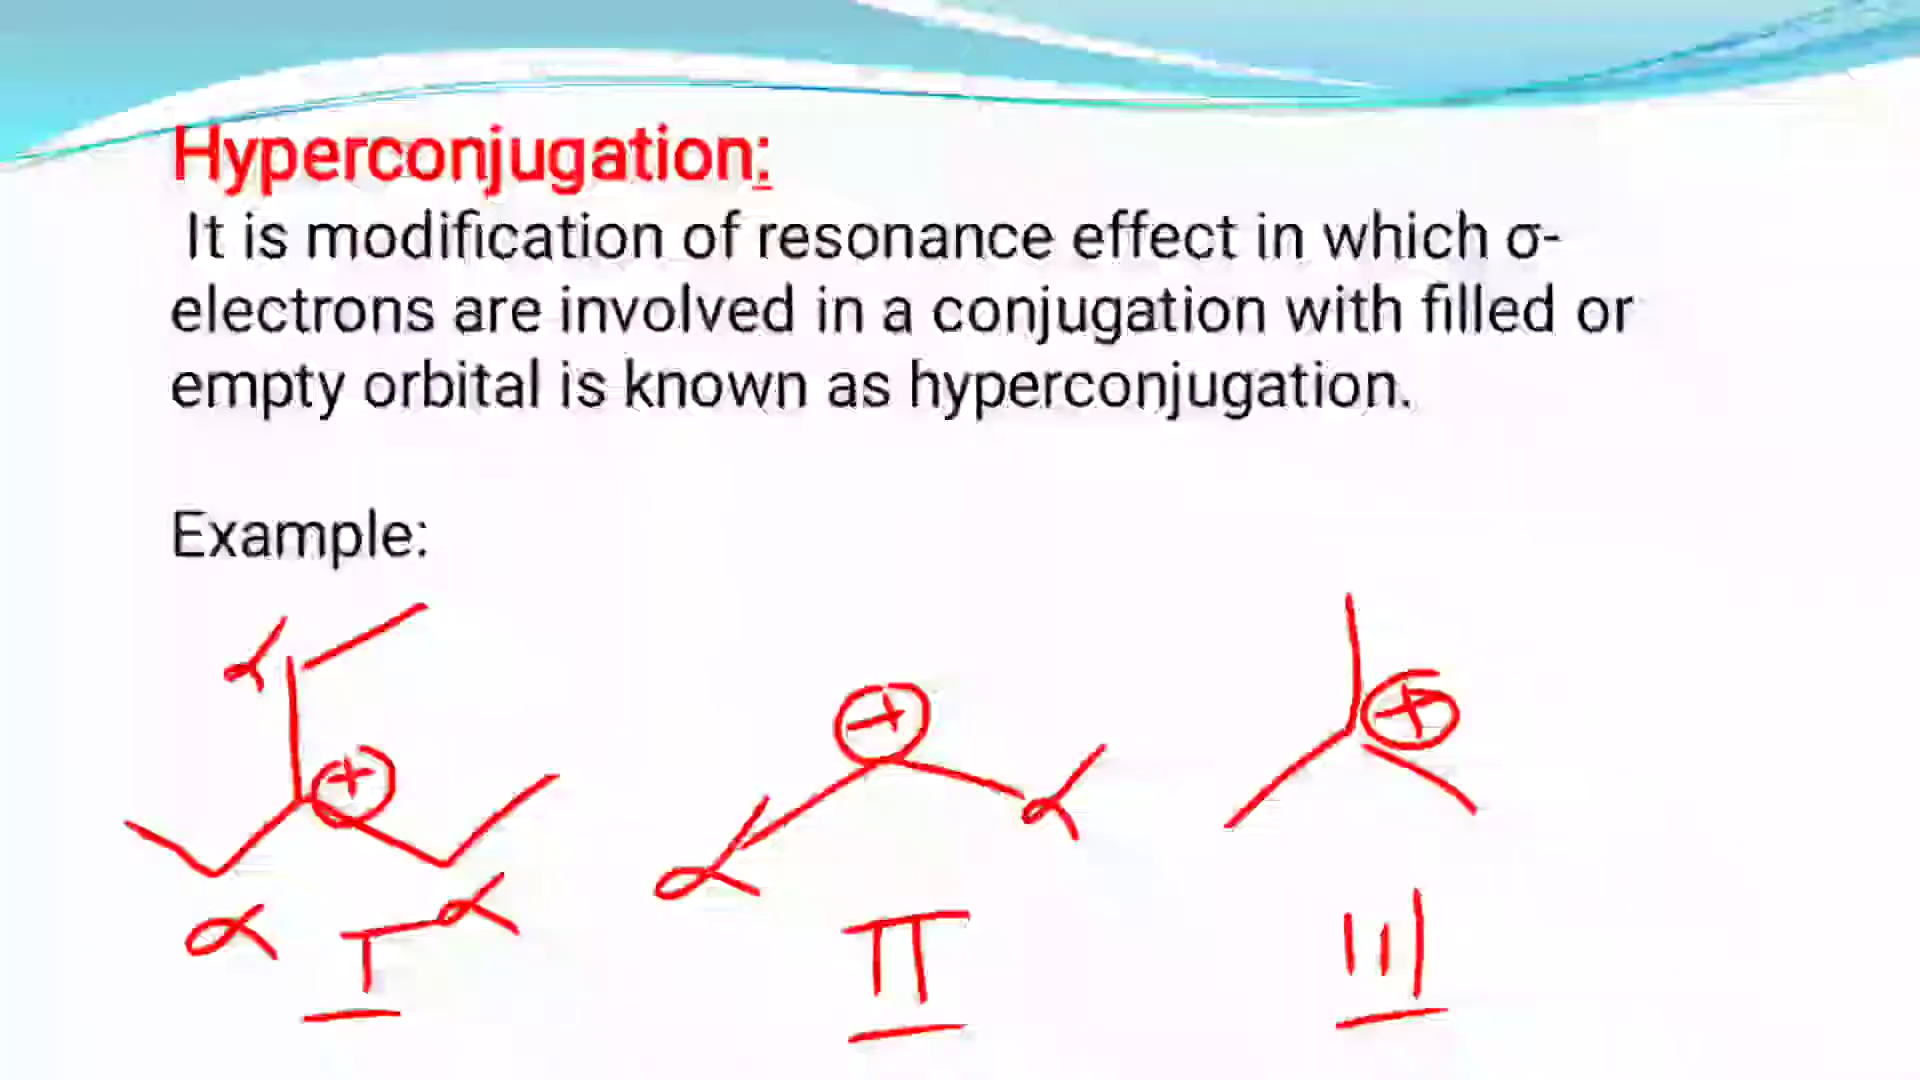 Hyperconjugation:
It is modification of resonance effect in which σ-
electrons are involved in a conjugation with filled or
empty orbital is known as hyperconjugation.
Example:
α
+
α
α
I
+
α
α
II
+
III